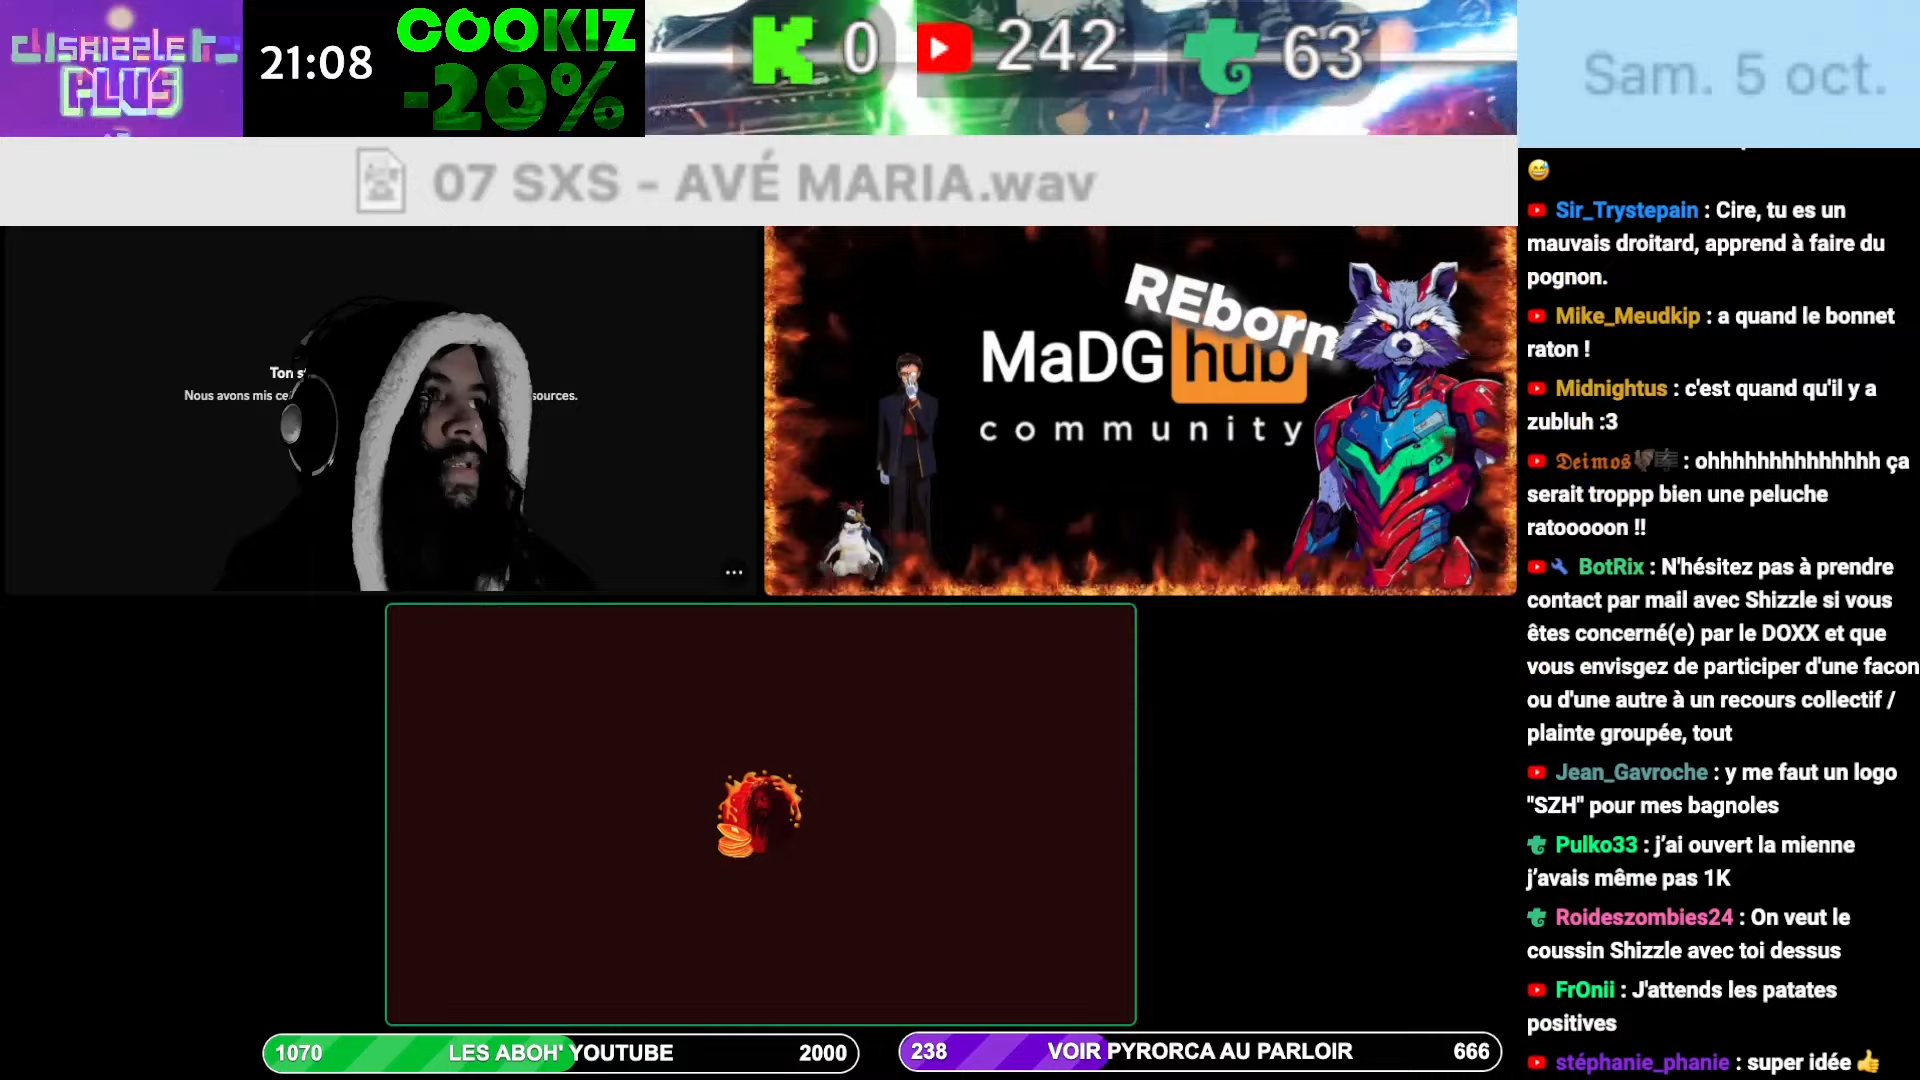 SHIZZLE
PLUS
21:08
COOKIZ
-20%
0
242
63
Sam. 5 oct.
07 SXS - AVÉ MARIA.wav
Ton s
Nous avons mis ce
sources.
REborn
MaDG hub
community
😅
Sir_Trystepain : Cire, tu es un
mauvais droitard, apprend à faire du
pognon.
Mike_Meudkip : a quand le bonnet
raton !
Midnightus : c'est quand qu'il y a
zubluh :3
Deimos : ohhhhhhhhhhhhhh ça
serait troppp bien une peluche
ratooooon !!
BotRix : N'hésitez pas à prendre
contact par mail avec Shizzle si vous
êtes concerné(e) par le DOXX et que
vous envisgez de participer d'une facon
ou d'une autre à un recours collectif /
plainte groupée, tout
Jean_Gavroche : y me faut un logo
"SZH" pour mes bagnoles
Pulko33 : j’ai ouvert la mienne
j’avais même pas 1K
Roideszombies24 : On veut le
coussin Shizzle avec toi dessus
FrOnii : J'attends les patates
positives
stéphanie_phanie : super idée 👍
1070 LES ABOH' YOUTUBE 2000
238 VOIR PYRORCA AU PARLOIR 666